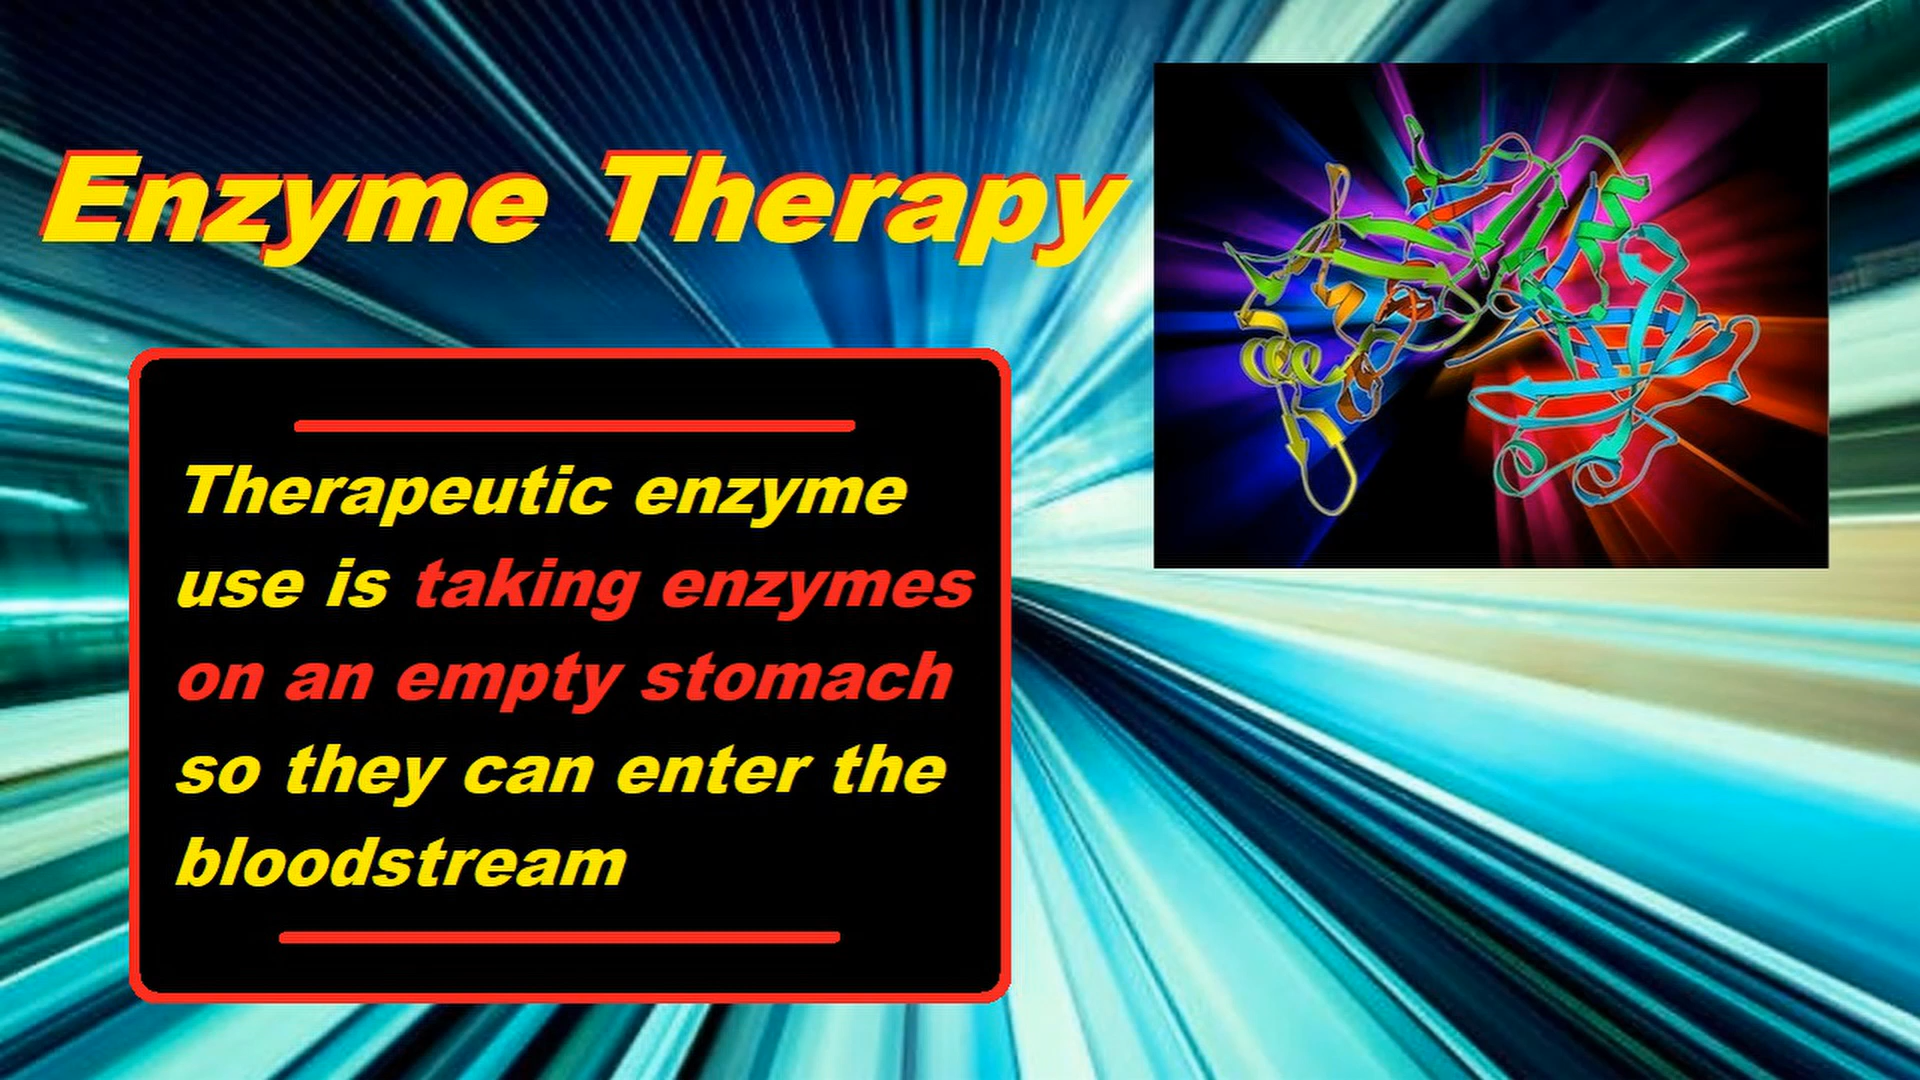 Enzyme Therapy
Therapeutic enzyme
use is taking enzymes
on an empty stomach
so they can enter the
bloodstream